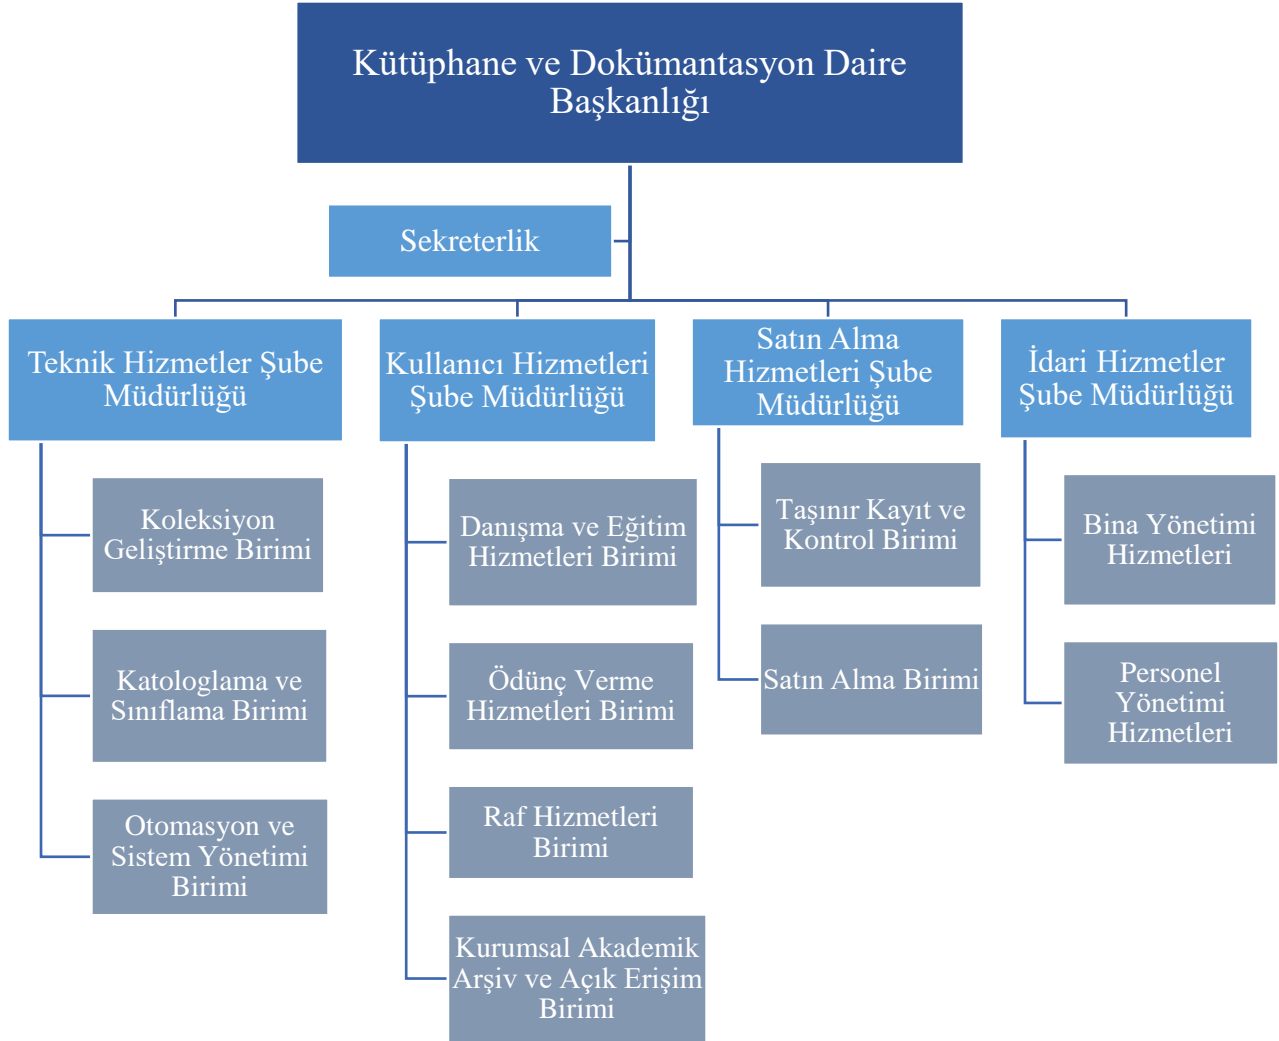 Kütüphane ve Dokümantasyon Daire
Başkanlığı
Sekreterlik
Teknik Hizmetler Şube
Müdürlüğü
Kullanıcı Hizmetleri
Şube Müdürlüğü
Satın Alma
Hizmetleri Şube
Müdürlüğü
İdari Hizmetler
Şube Müdürlüğü
Koleksiyon
Geliştirme Birimi
Katologlama ve
Sınıflama Birimi
Otomasyon ve
Sistem Yönetimi
Birimi
Danışma ve Eğitim
Hizmetleri Birimi
Ödünç Verme
Hizmetleri Birimi
Raf Hizmetleri
Birimi
Kurumsal Akademik
Arşiv ve Açık Erişim
Birimi
Taşınır Kayıt ve
Kontrol Birimi
Satın Alma Birimi
Bina Yönetimi
Hizmetleri
Personel
Yönetimi
Hizmetleri